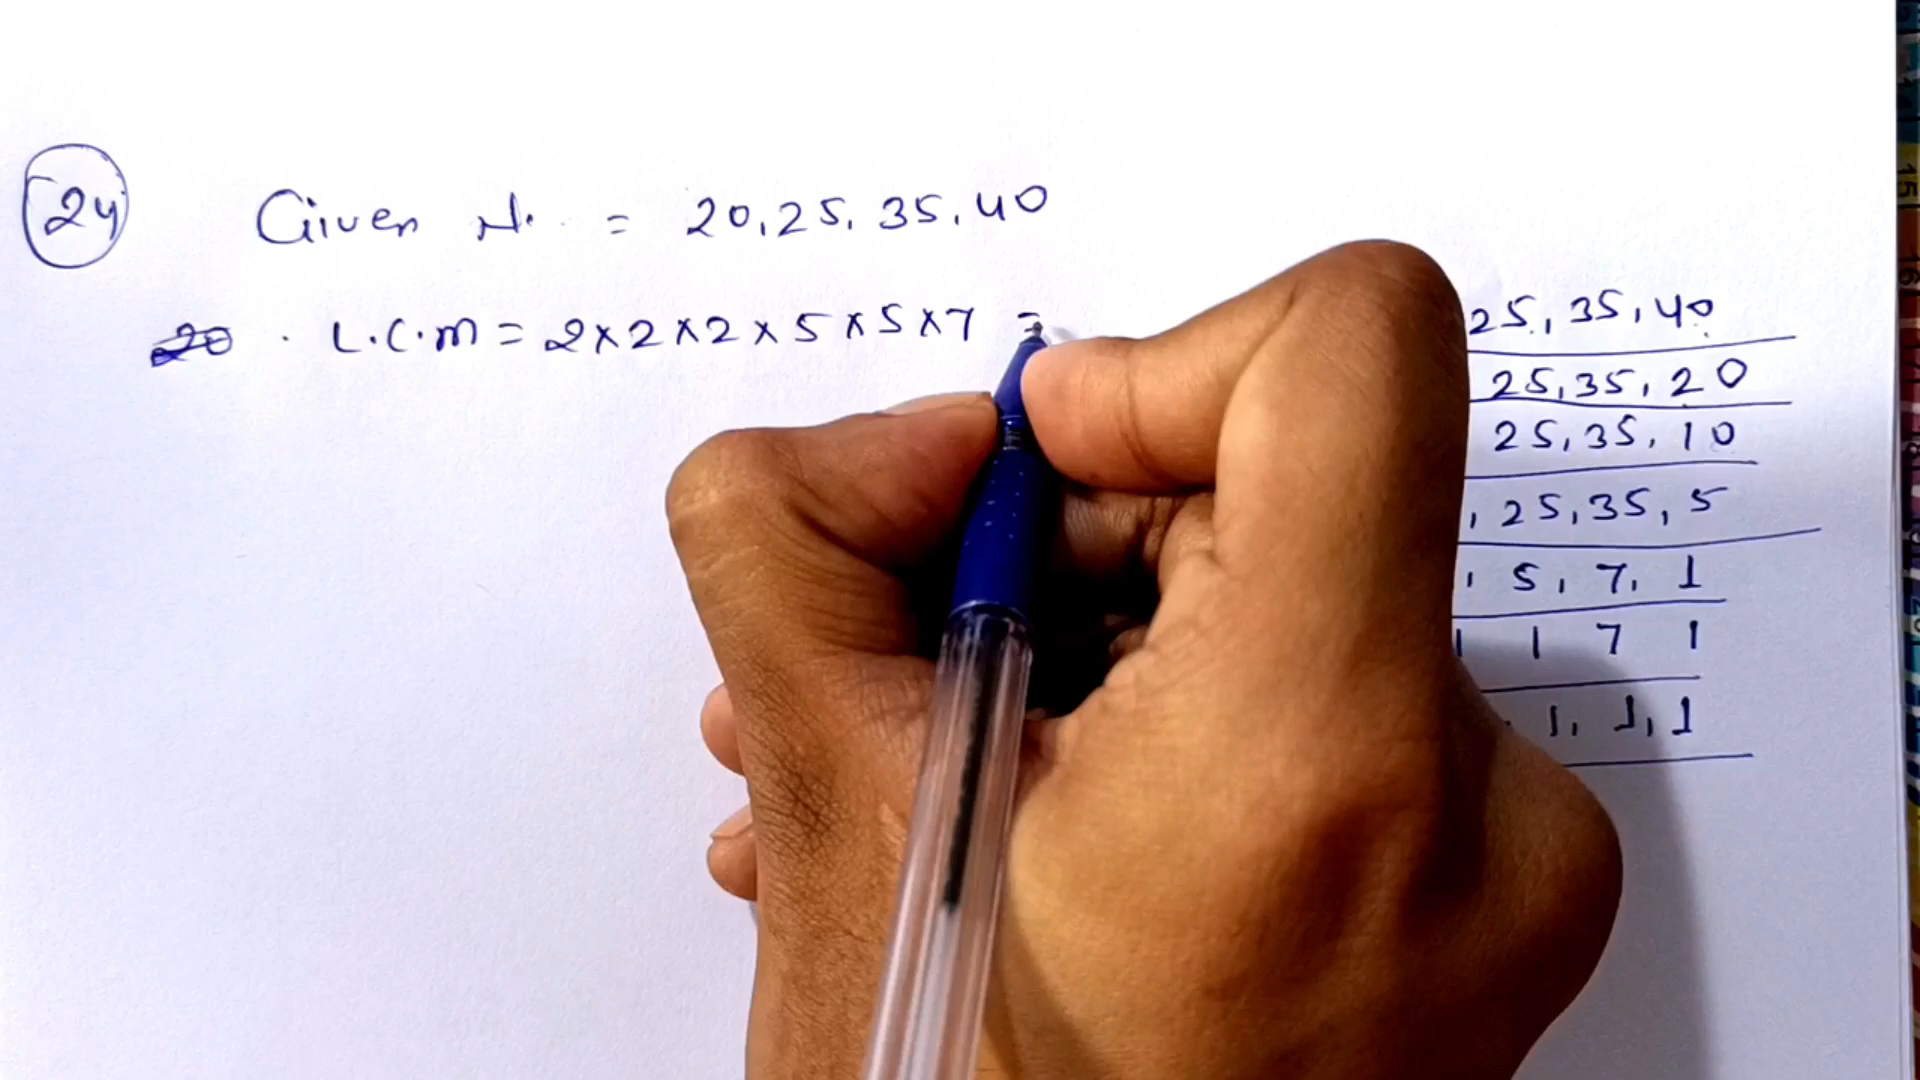 24 Given N. = 20, 25, 35, 40
L.C.M = 2×2×2×5×5×7 =
25, 35, 40
25, 35, 20
25, 35, 10
, 25, 35, 5
, 5, 7, 1
1 1 7 1
1, 1, 1